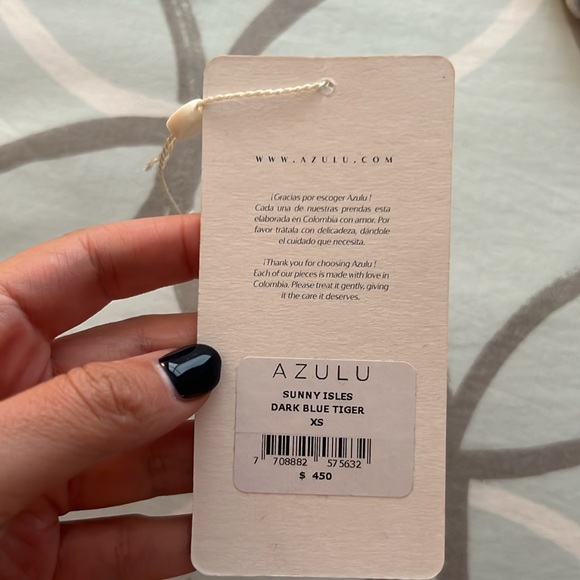 WWW.AZULU.COM
¡Gracias por escoger Azulu !
Cada una de nuestras prendas esta
elaborada en Colombia con amor. Por
favor trátala con delicadeza, dándole
el cuidado que necesita.
¡Thank you for choosing Azulu !
Each of our pieces is made with love in
Colombia. Please treat it gently, giving
it the care it deserves.
AZULU
SUNNY ISLES
DARK BLUE TIGER
XS
7 708882 575632
$ 450